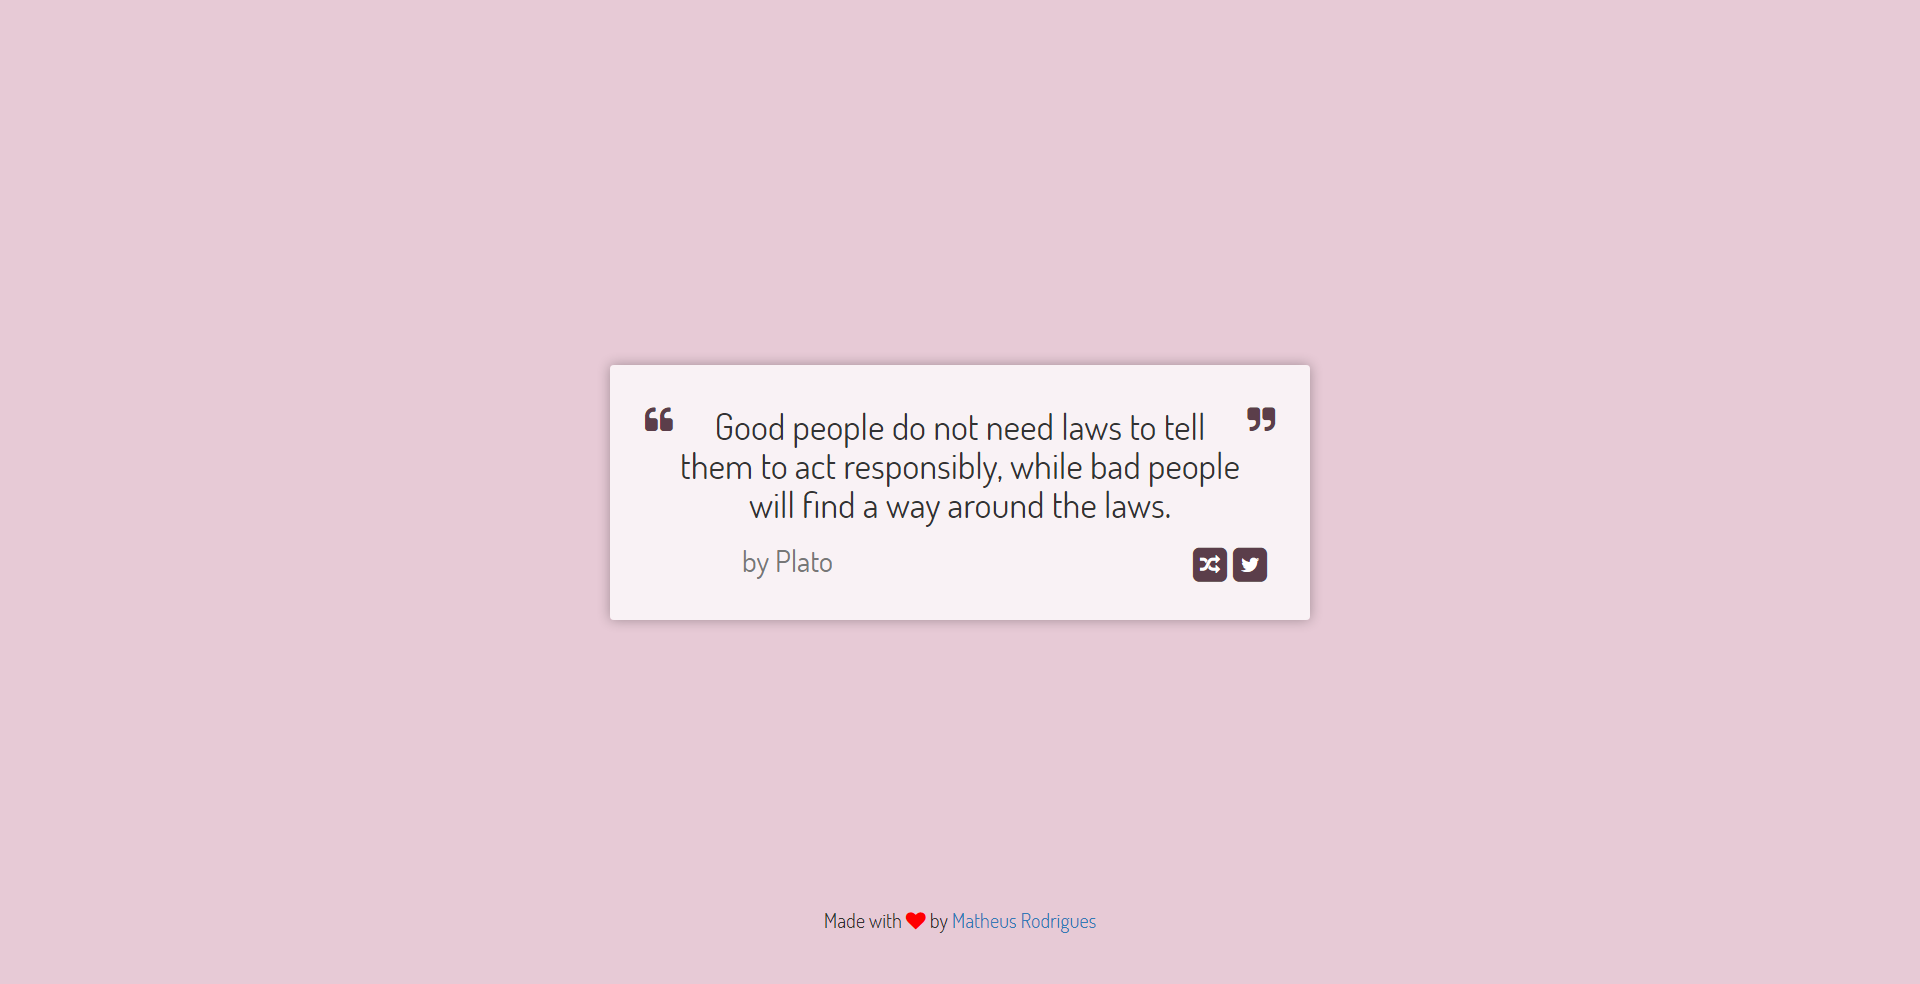 “ Good people do not need laws to tell ”
them to act responsibly, while bad people
will find a way around the laws.
by Plato
Made with ❤ by Matheus Rodrigues